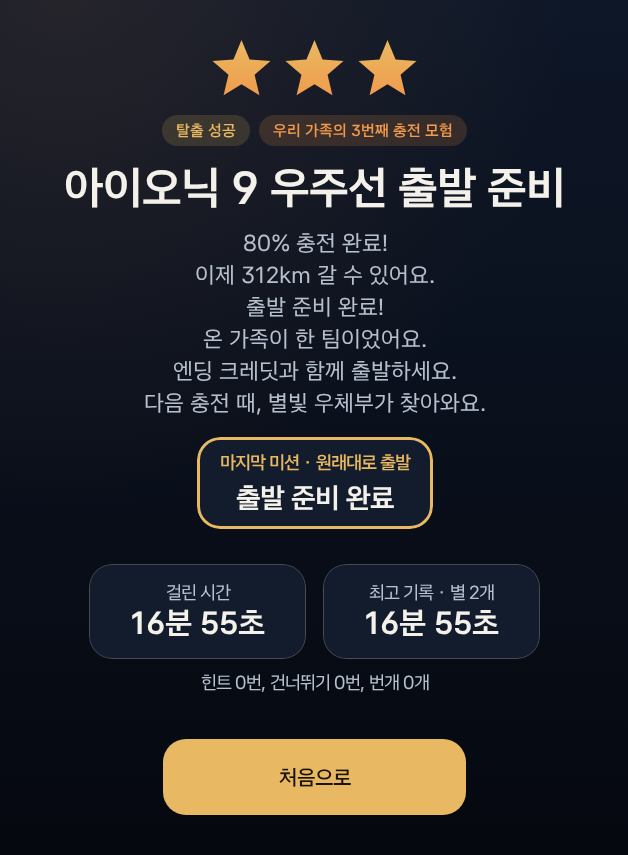 탈출 성공
우리 가족의 3번째 충전 모험
아이오닉 9 우주선 출발 준비
80% 충전 완료!
이제 312km 갈 수 있어요.
출발 준비 완료!
온 가족이 한 팀이었어요.
엔딩 크레딧과 함께 출발하세요.
다음 충전 때, 별빛 우체부가 찾아와요.
마지막 미션 · 원래대로 출발
출발 준비 완료
걸린 시간
16분 55초
최고 기록 · 별 2개
16분 55초
힌트 0번, 건너뛰기 0번, 번개 0개
처음으로